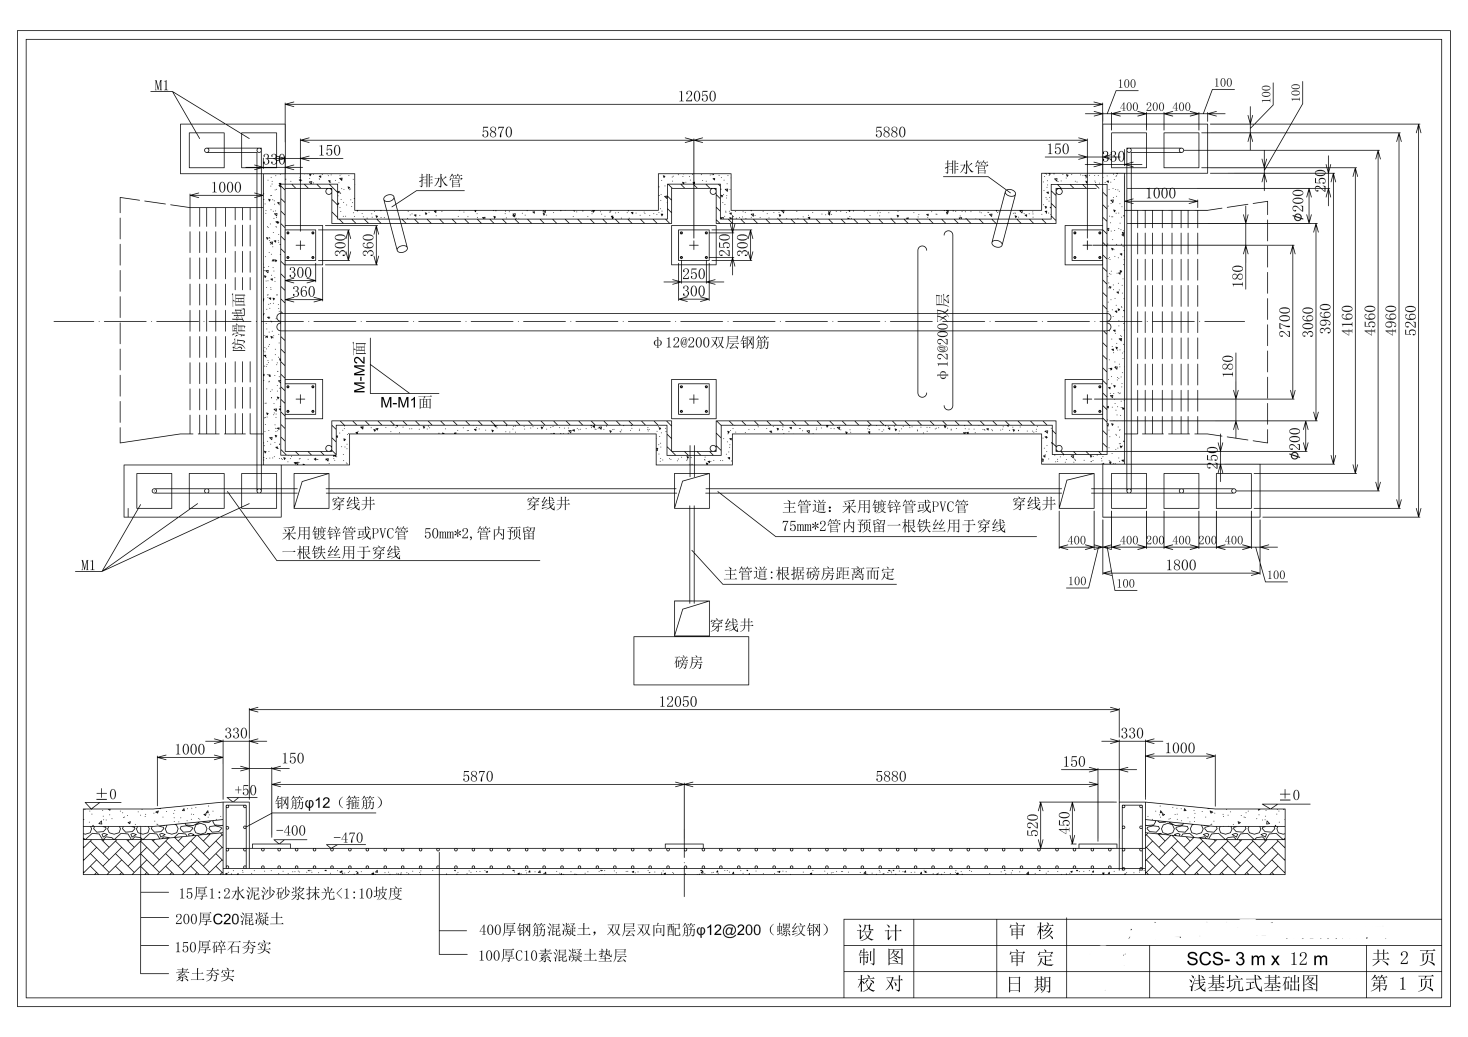 M1
12050
5870
5880
150
330
1000
排水管
排水管
150
330
1000
100
400
200
400
100
100
100
250
ф200
180
180
250
ф200
2700
3060
3960
4160
4560
4960
5260
300
360
300
360
250
300
250
300
防滑地面
ф12@200双层钢筋
ф12@200双层
M-M2面
M-M1面
穿线井
穿线井
穿线井
主管道：采用镀锌管或PVC管
75mm*2管内预留一根铁丝用于穿线
采用镀锌管或PVC管 50mm*2,管内预留
一根铁丝用于穿线
M1
主管道:根据磅房距离而定
穿线井
磅房
400
400
200
400
200
400
1800
100
100
100
12050
330
1000
150
5870
5880
150
330
1000
±0
+50
钢筋φ12（箍筋）
-400
-470
520
450
±0
15厚1:2水泥沙砂浆抹光<1:10坡度
200厚C20混凝土
150厚碎石夯实
素土夯实
400厚钢筋混凝土，双层双向配筋φ12@200（螺纹钢）
100厚C10素混凝土垫层
设 计
审 核
制 图
审 定
SCS- 3 m x 12 m
共 2 页
校 对
日 期
浅基坑式基础图
第 1 页